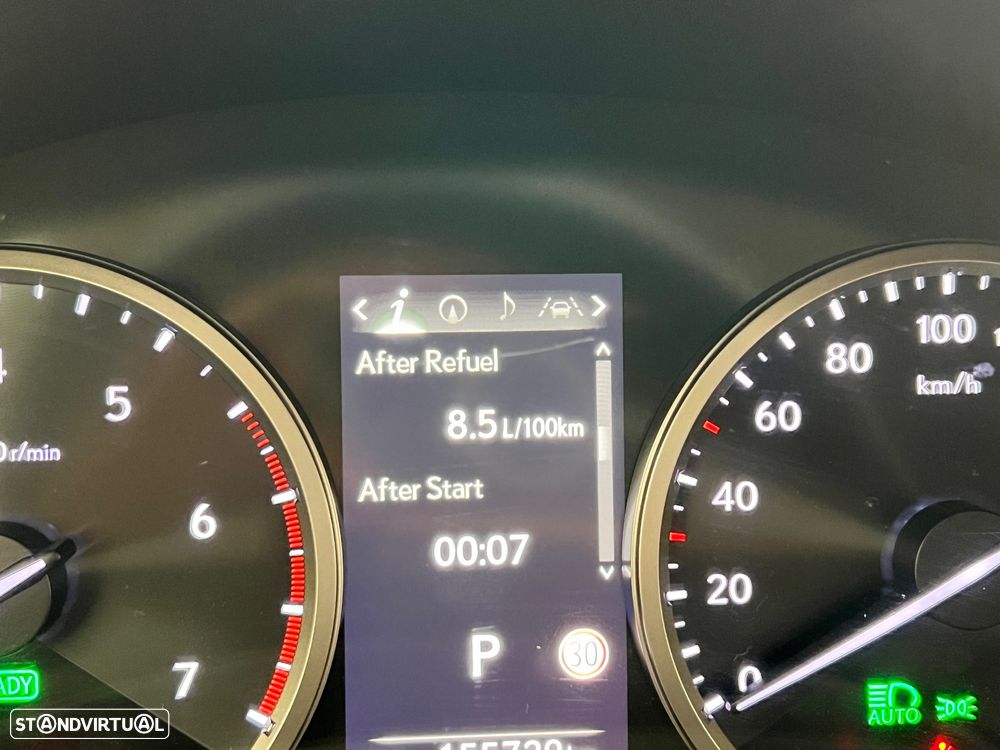 After Refuel
8.5 L/100km
After Start
00:07
P
30
5
r/min
6
7
100
80
km/h
60
40
20
0
AUTO
STANDVIRTUAL